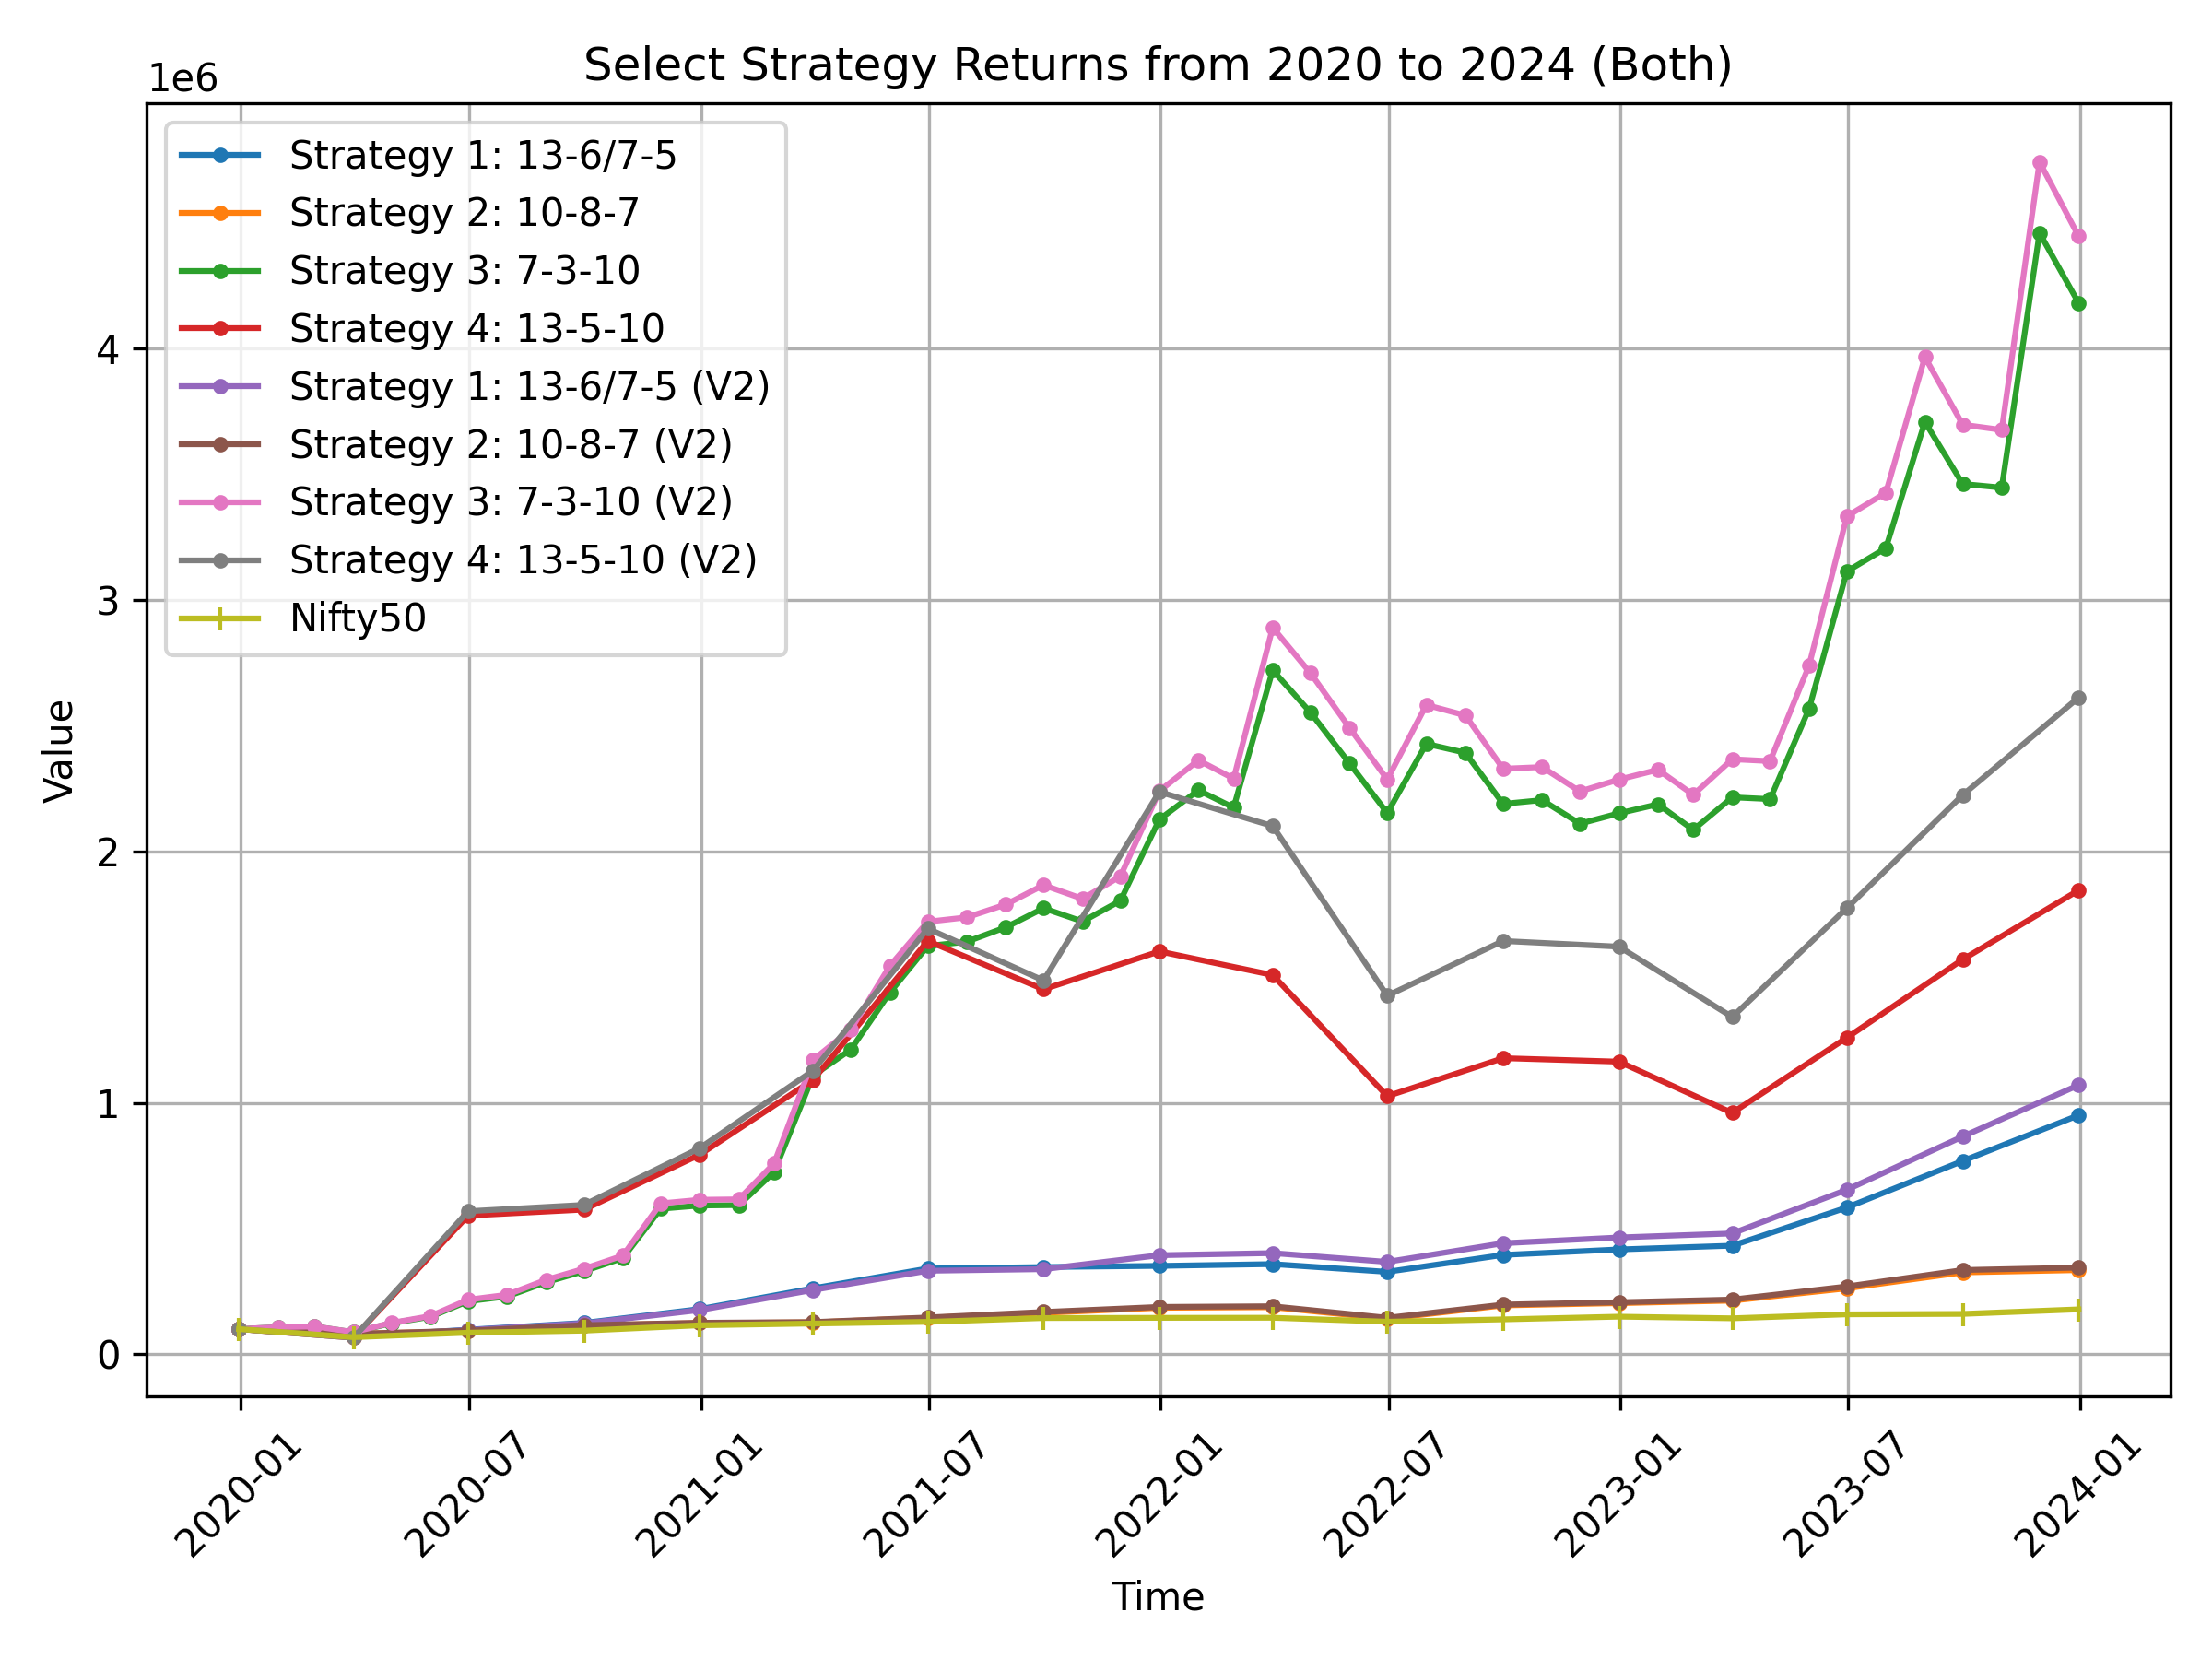 Select Strategy Returns from 2020 to 2024 (Both)
1e6
Strategy 1: 13-6/7-5
Strategy 2: 10-8-7
Strategy 3: 7-3-10
Strategy 4: 13-5-10
Strategy 1: 13-6/7-5 (V2)
Strategy 2: 10-8-7 (V2)
Strategy 3: 7-3-10 (V2)
Strategy 4: 13-5-10 (V2)
Nifty50
4
3
2
1
0
Value
2020-01
2020-07
2021-01
2021-07
2022-01
2022-07
2023-01
2023-07
2024-01
Time